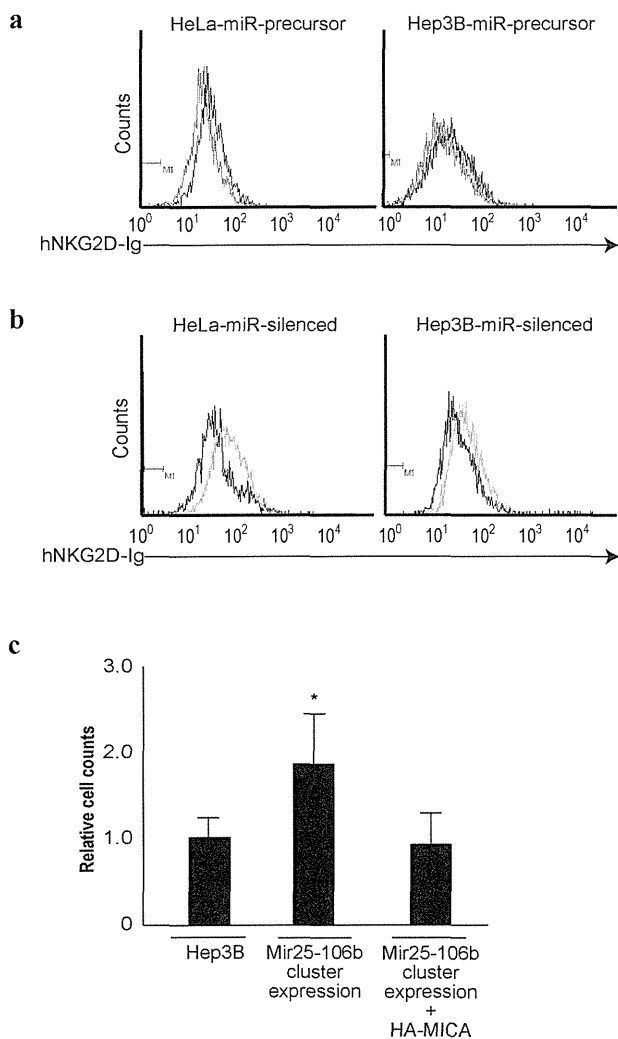 a
HeLa-miR-precursor
Hep3B-miR-precursor
Counts
M1
M1
10⁰ 10¹ 10² 10³ 10⁴
10⁰ 10¹ 10² 10³ 10⁴
hNKG2D-Ig
b
HeLa-miR-silenced
Hep3B-miR-silenced
Counts
M1
M1
10⁰ 10¹ 10² 10³ 10⁴
10⁰ 10¹ 10² 10³ 10⁴
hNKG2D-Ig
c
Relative cell counts
3.0
2.0
1.0
0
*
Hep3B
Mir25-106b
cluster
expression
Mir25-106b
cluster
expression
+
HA-MICA